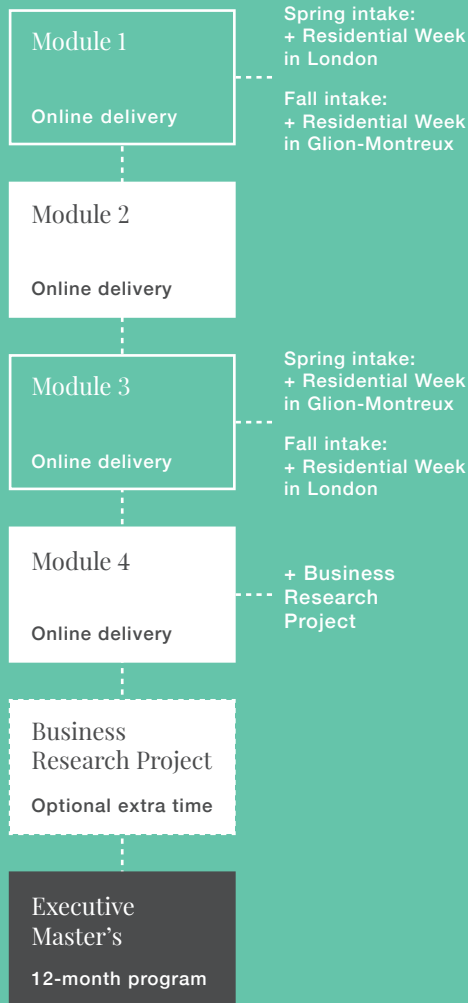 Module 1
Online delivery
Spring intake:
+ Residential Week
in London
Fall intake:
+ Residential Week
in Glion-Montreux
Module 2
Online delivery
Module 3
Online delivery
Spring intake:
+ Residential Week
in Glion-Montreux
Fall intake:
+ Residential Week
in London
Module 4
Online delivery
+ Business
Research
Project
Business
Research Project
Optional extra time
Executive
Master's
12-month program